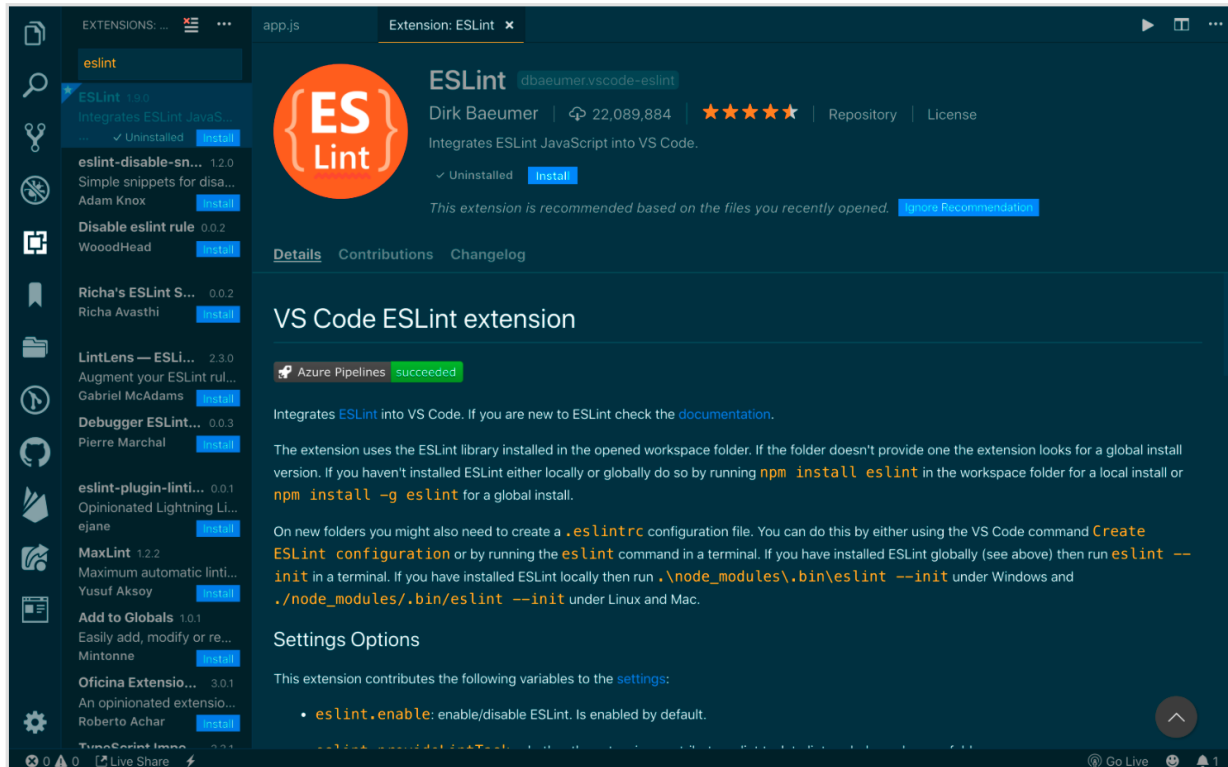 EXTENSIONS: ...
eslint
ESLint 1.9.0
Integrates ESLint JavaS...
... ✓ Uninstalled Install
eslint-disable-sn... 1.2.0
Simple snippets for disa...
Adam Knox Install
Disable eslint rule 0.0.2
WooodHead Install
Richa's ESLint S... 0.0.2
Richa Avasthi Install
LintLens — ESLi... 2.3.0
Augment your ESLint rul...
Gabriel McAdams Install
Debugger ESLint... 0.0.3
Pierre Marchal Install
eslint-plugin-linti... 0.0.1
Opinionated Lightning Li...
ejane Install
MaxLint 1.2.2
Maximum automatic linti...
Yusuf Aksoy Install
Add to Globals 1.0.1
Easily add, modify or re...
Mintonne Install
Oficina Extensio... 3.0.1
An opinionated extensio...
Roberto Achar Install
app.js Extension: ESLint ×
{ES Lint}
ESLint dbaeumer.vscode-eslint
Dirk Baeumer 22,089,884 Repository License
Integrates ESLint JavaScript into VS Code.
✓ Uninstalled Install
This extension is recommended based on the files you recently opened. Ignore Recommendation
Details Contributions Changelog
VS Code ESLint extension
Azure Pipelines succeeded
Integrates ESLint into VS Code. If you are new to ESLint check the documentation.
The extension uses the ESLint library installed in the opened workspace folder. If the folder doesn't provide one the extension looks for a global install
version. If you haven't installed ESLint either locally or globally do so by running npm install eslint in the workspace folder for a local install or
npm install -g eslint for a global install.
On new folders you might also need to create a .eslintrc configuration file. You can do this by either using the VS Code command Create
ESLint configuration or by running the eslint command in a terminal. If you have installed ESLint globally (see above) then run eslint --
init in a terminal. If you have installed ESLint locally then run .\node_modules\.bin\eslint --init under Windows and
./node_modules/.bin/eslint --init under Linux and Mac.
Settings Options
This extension contributes the following variables to the settings:
• eslint.enable: enable/disable ESLint. Is enabled by default.
0 0 Live Share Go Live 1